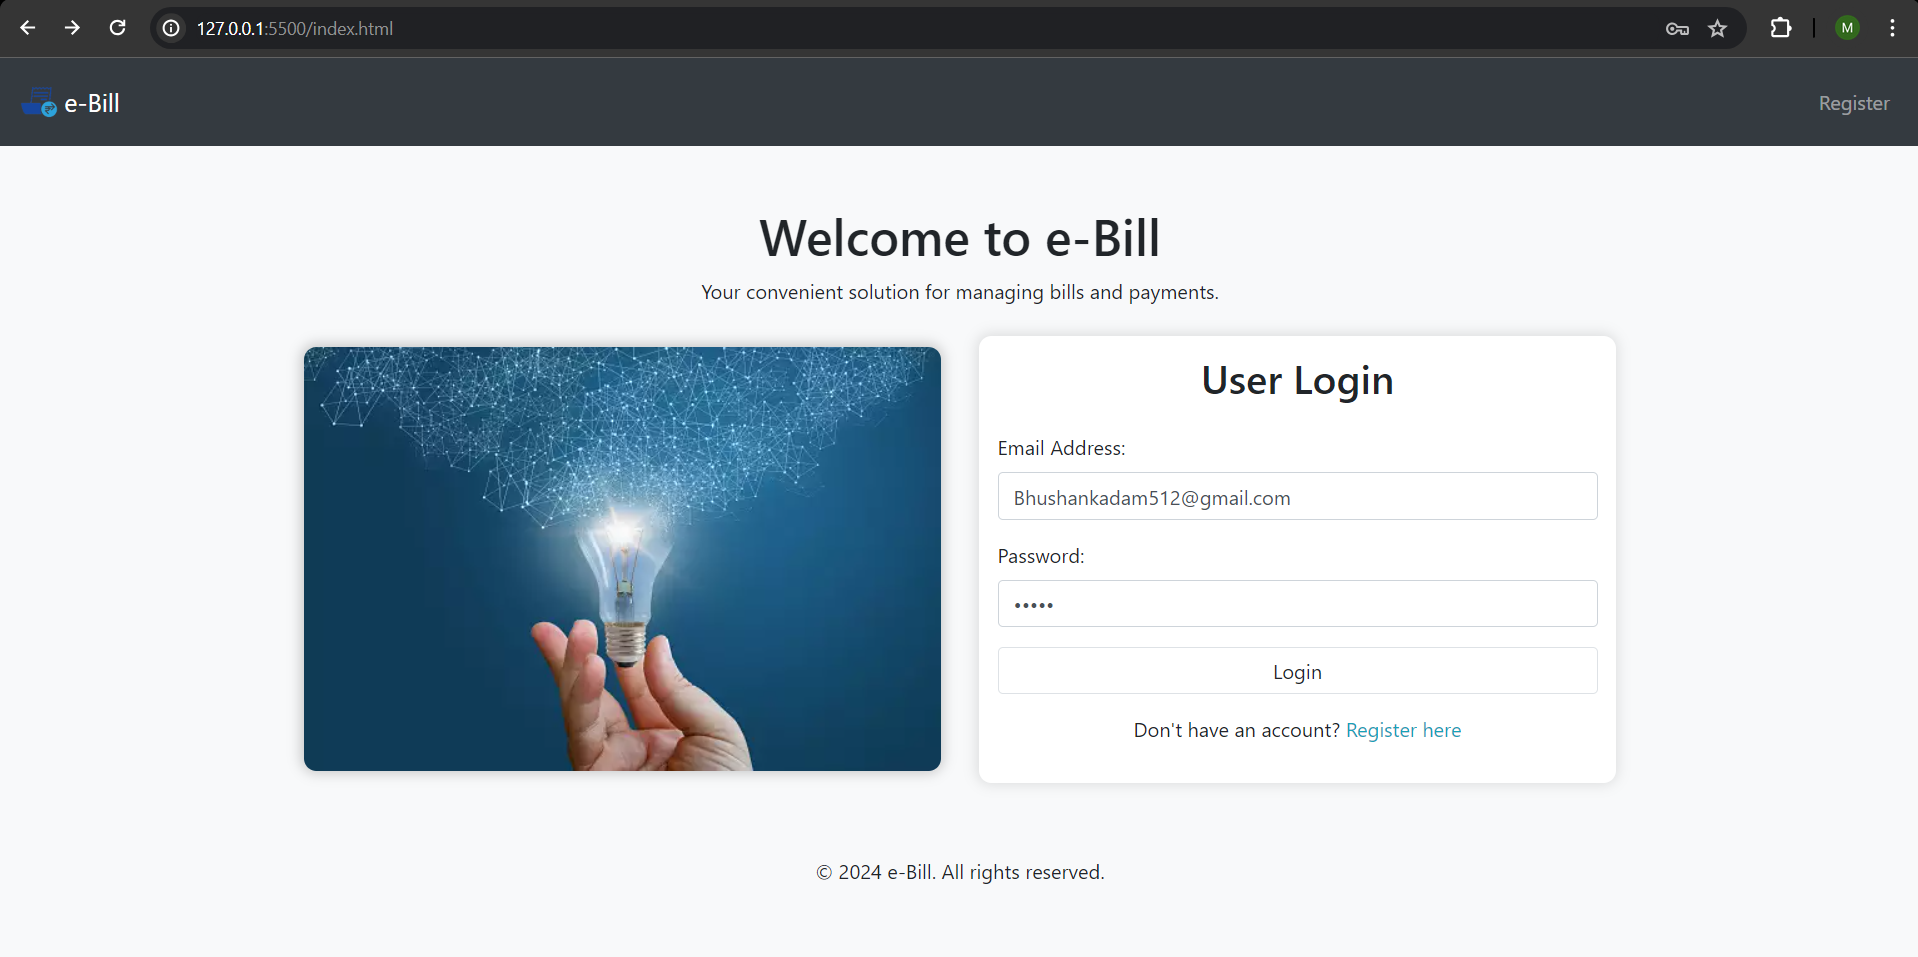 127.0.0.1:5500/index.html
M
e-Bill
Register
Welcome to e-Bill
Your convenient solution for managing bills and payments.
User Login
Email Address:
Bhushankadam512@gmail.com
Password:
•••••
Login
Don't have an account? Register here
© 2024 e-Bill. All rights reserved.